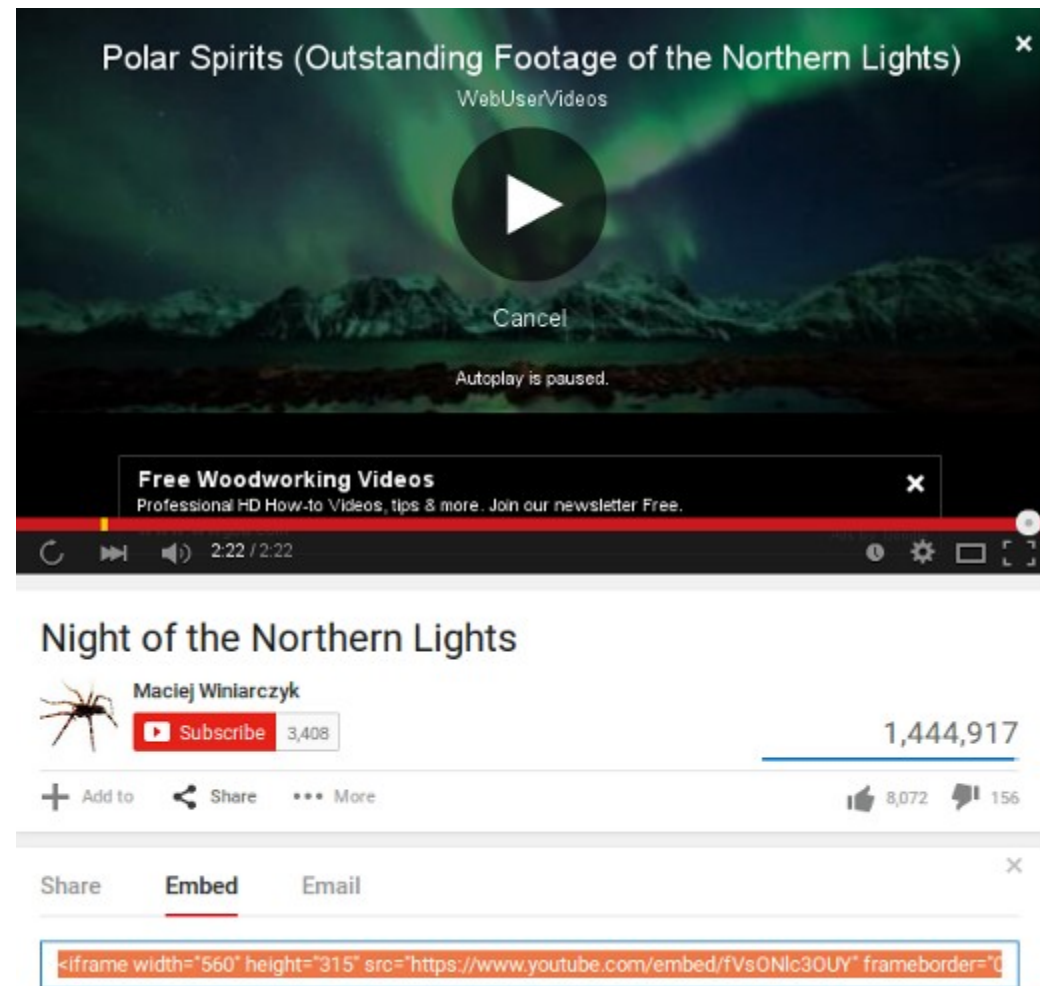 Polar Spirits (Outstanding Footage of the Northern Lights)
WebUserVideos
Cancel
Autoplay is paused.
Free Woodworking Videos
Professional HD How-to Videos, tips & more. Join our newsletter Free.
2:22 / 2:22
Night of the Northern Lights
Maciej Winiarczyk
Subscribe 3,408
1,444,917
Add to Share More 8,072 156
Share Embed Email
<iframe width="560" height="315" src="https://www.youtube.com/embed/fVsONlc3OUY" frameborder="0